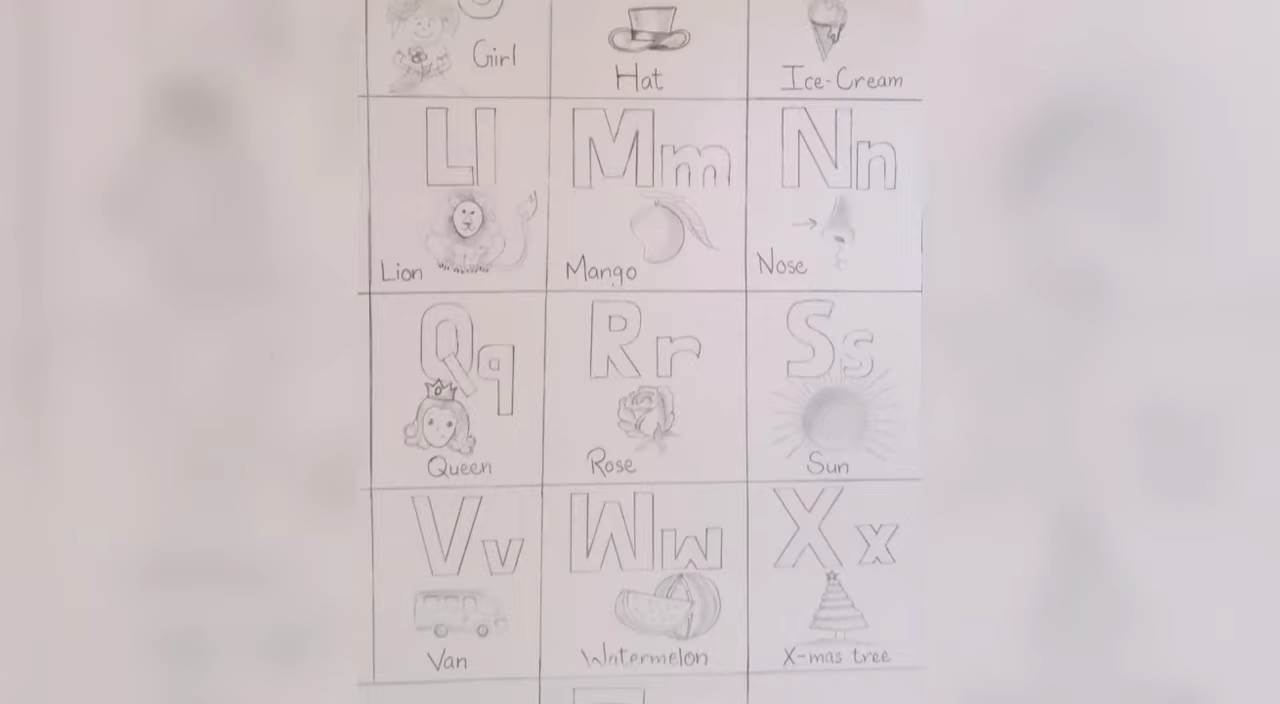 Girl Hat Ice-Cream
Ll Mm Nn
Lion Mango Nose
Qq Rr Ss
Queen Rose Sun
Vv Ww Xx
Van Watermelon X-mas tree